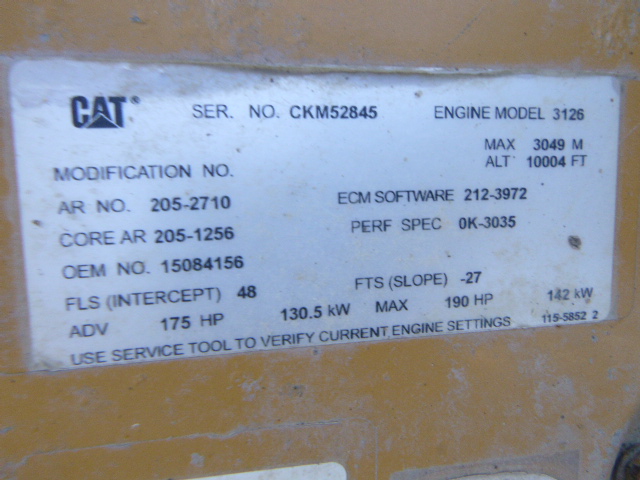 CAT® SER. NO. CKM52845 ENGINE MODEL 3126
MAX 3049 M
ALT 10004 FT
MODIFICATION NO.
AR NO. 205-2710 ECM SOFTWARE 212-3972
CORE AR 205-1256 PERF SPEC 0K-3035
OEM NO. 15084156
FLS (INTERCEPT) 48 FTS (SLOPE) -27
ADV 175 HP 130.5 kW MAX 190 HP 142 kW
USE SERVICE TOOL TO VERIFY CURRENT ENGINE SETTINGS 115-5852 2